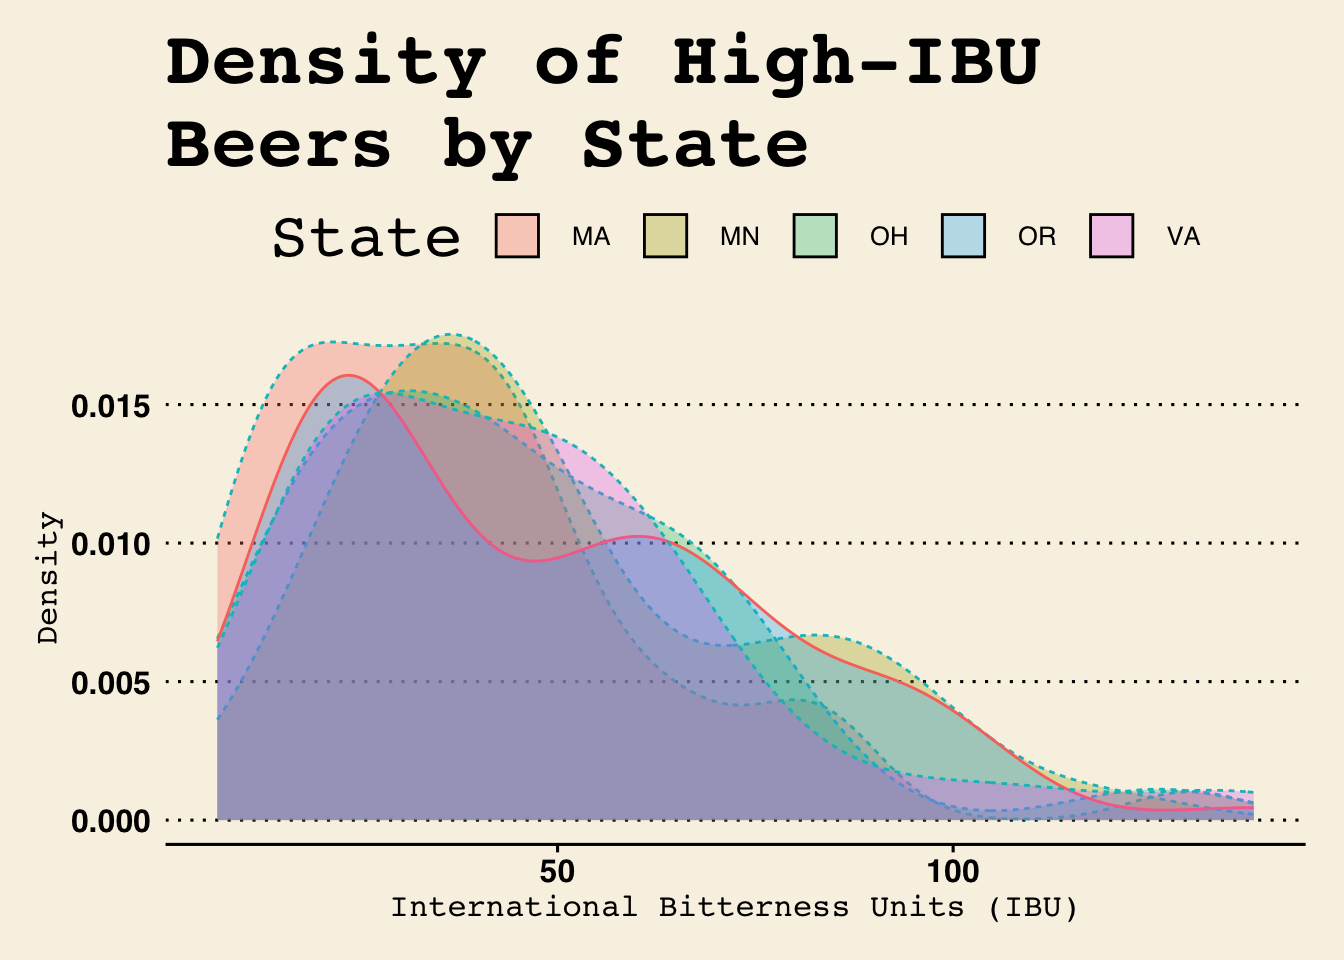 Density of High-IBU
Beers by State
State MA MN OH OR VA
0.015
0.010
0.005
0.000
Density
50 100
International Bitterness Units (IBU)